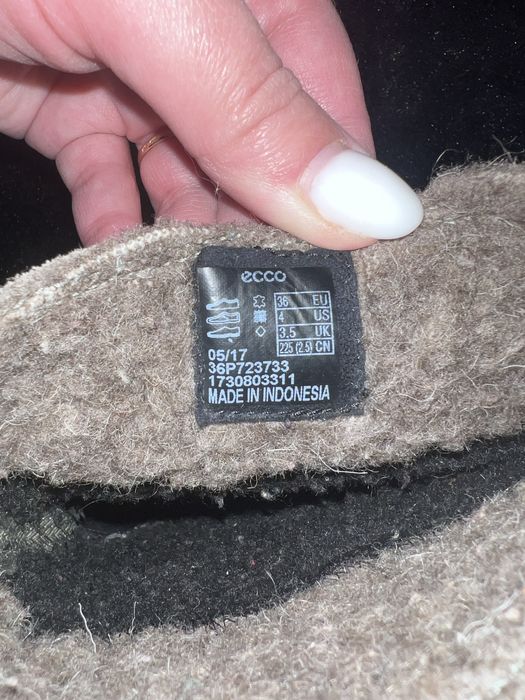 ecco
36 EU
4 US
3.5 UK
225 (2.5) CN
05/17
36P723733
1730803311
MADE IN INDONESIA